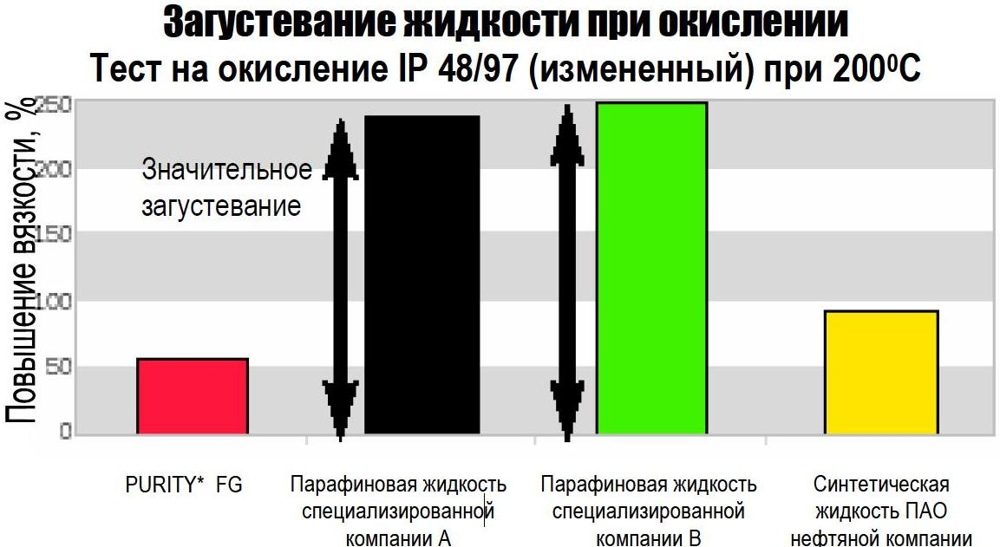 Загустевание жидкости при окислении
Тест на окисление IP 48/97 (измененный) при 200⁰С
Повышение вязкости, %
250
200
150
100
50
0
Значительное
загустевание
PURITY* FG
Парафиновая жидкость
специализированной
компании А
Парафиновая жидкость
специализированной
компании В
Синтетическая
жидкость ПАО
нефтяной компании